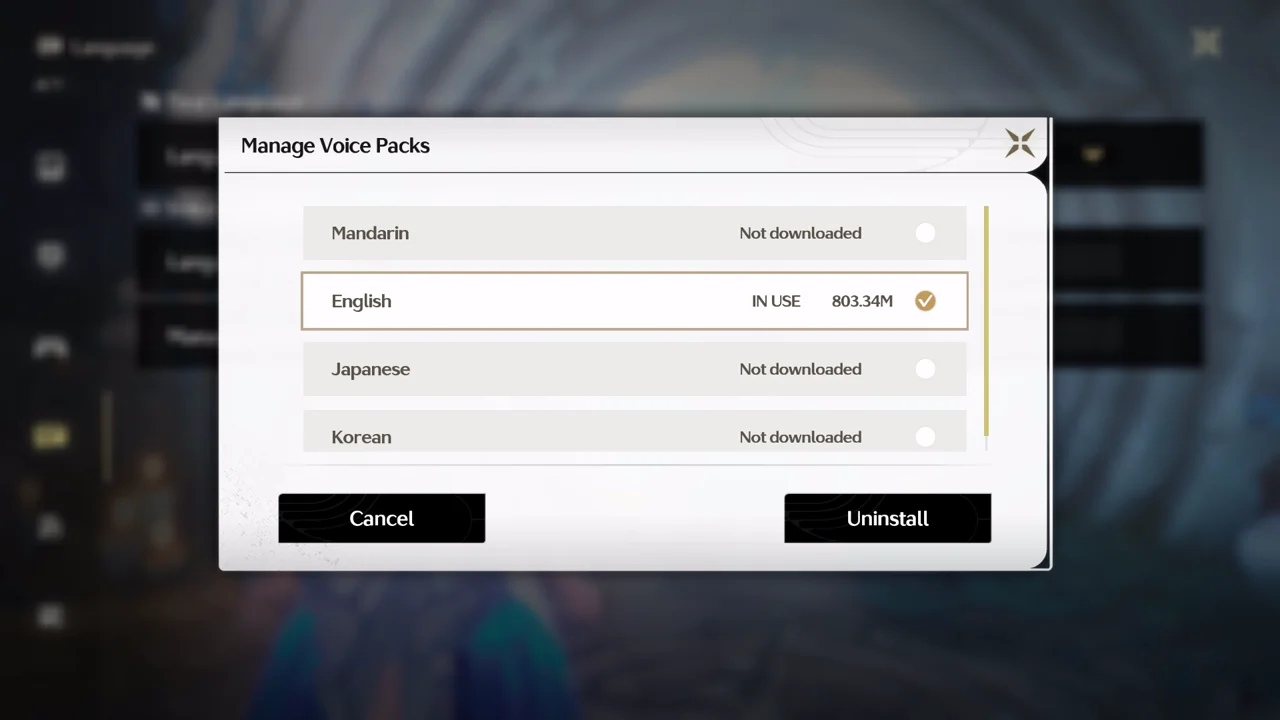 Language
Manage Voice Packs
Mandarin Not downloaded
English IN USE 803.34M
Japanese Not downloaded
Korean Not downloaded
Cancel Uninstall